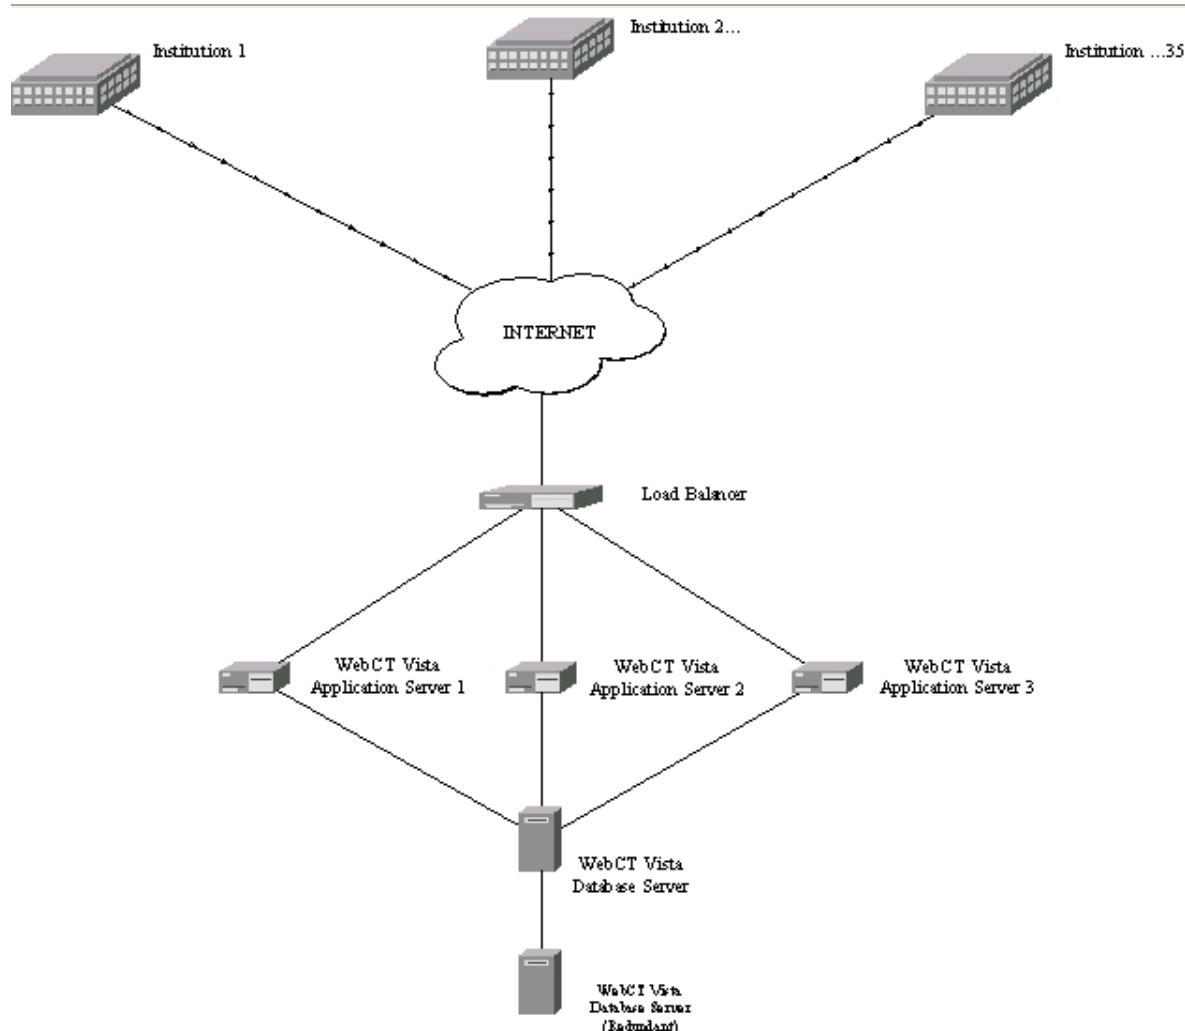 Institution 1
Institution 2...
Institution ...35
INTERNET
Load Balancer
WebCT Vista
Application Server 1
WebCT Vista
Application Server 2
WebCT Vista
Application Server 3
WebCT Vista
Database Server
WebCT Vista
Database Server
(Redundant)